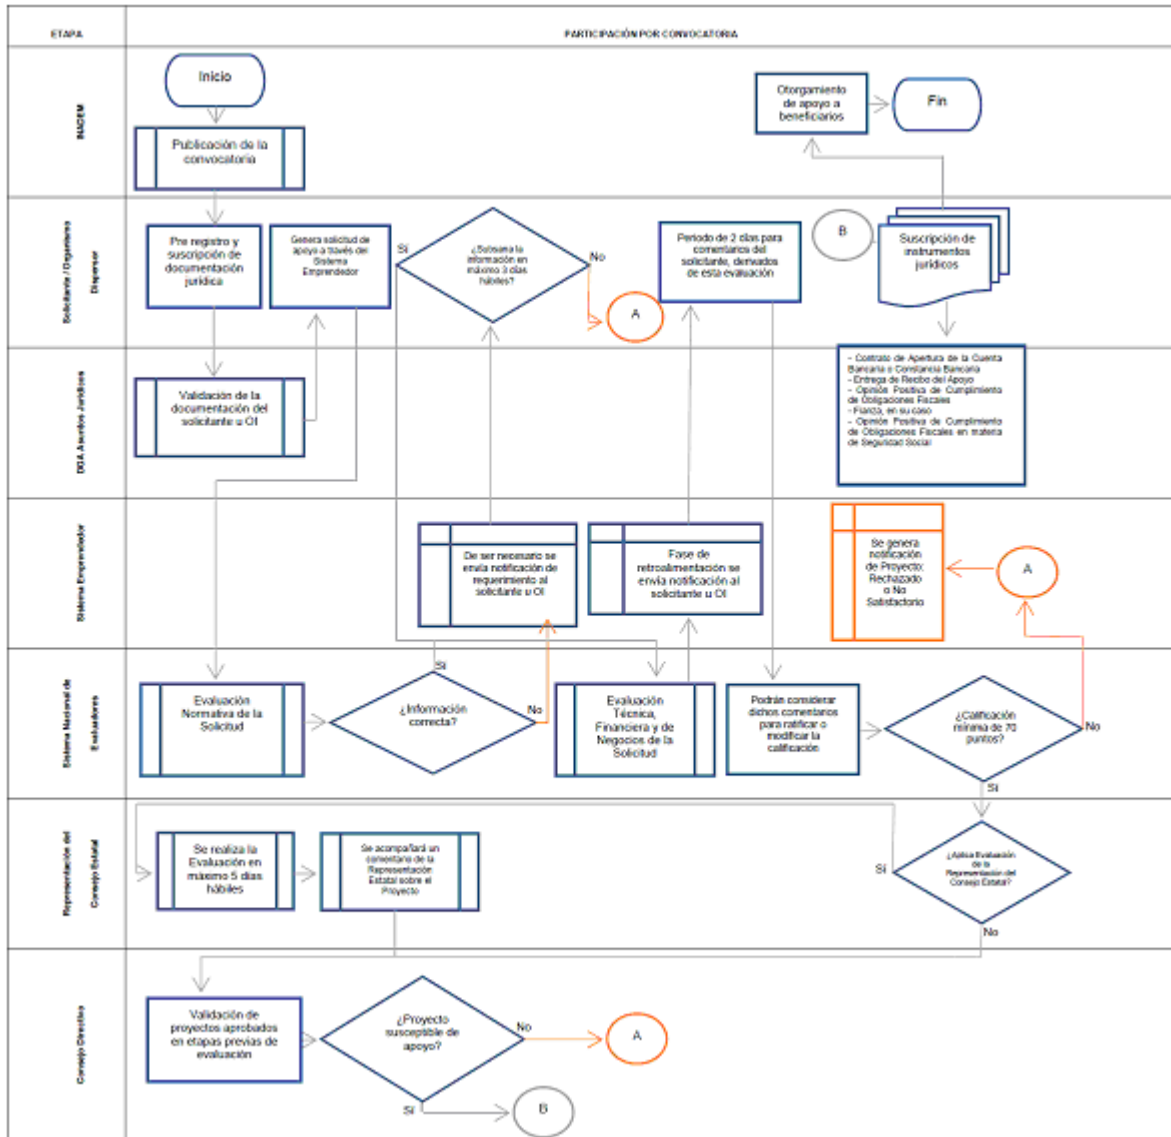 ETAPA
PARTICIPACIÓN POR CONVOCATORIA
INADEM
Inicio
Publicación de la
convocatoria
Otorgamiento
de apoyo a
beneficiarios
Fin
Solicitante / Organismo
Dispersor
Pre registro y
suscripción de
documentación
jurídica
Genera solicitud de
apoyo a través del
Sistema
Emprendedor
Sí
¿Subsana la
información en
máximo 3 días
hábiles?
No
A
Periodo de 2 días para
comentarios del
solicitante, derivados
de esta evaluación
B
Suscripción de
instrumentos
jurídicos
DGA Asuntos Jurídicos
Validación de la
documentación del
solicitante u OI
- Contrato de Apertura de la Cuenta
Bancaria o Constancia Bancaria
- Entrega de Recibo del Apoyo
- Opinión Positiva de Cumplimiento
de Obligaciones Fiscales
- Fianza, en su caso
- Opinión Positiva de Cumplimiento
de Obligaciones Fiscales en materia
de Seguridad Social
Sistema Emprendedor
De ser necesario se
envía notificación de
requerimiento al
solicitante u OI
Fase de
retroalimentación se
envía notificación al
solicitante u OI
Se genera
notificación
de Proyecto:
Rechazado
o No
Satisfactorio
A
Sistema Nacional de
Evaluadores
Evaluación
Normativa de la
Solicitud
Si
¿Información
correcta?
No
Evaluación
Técnica,
Financiera y de
Negocios de la
Solicitud
Podrán considerar
dichos comentarios
para ratificar o
modificar la
calificación
¿Calificación
mínima de 70
puntos?
No
Si
Representación del
Consejo Estatal
Se realiza la
Evaluación en
máximo 5 días
hábiles
Se acompañará un
comentario de la
Representación
Estatal sobre el
Proyecto
Sí
¿Aplica Evaluación
de la
Representación del
Consejo Estatal?
No
Consejo Directivo
Validación de
proyectos aprobados
en etapas previas de
evaluación
¿Proyecto
susceptible de
apoyo?
No
A
Si
B